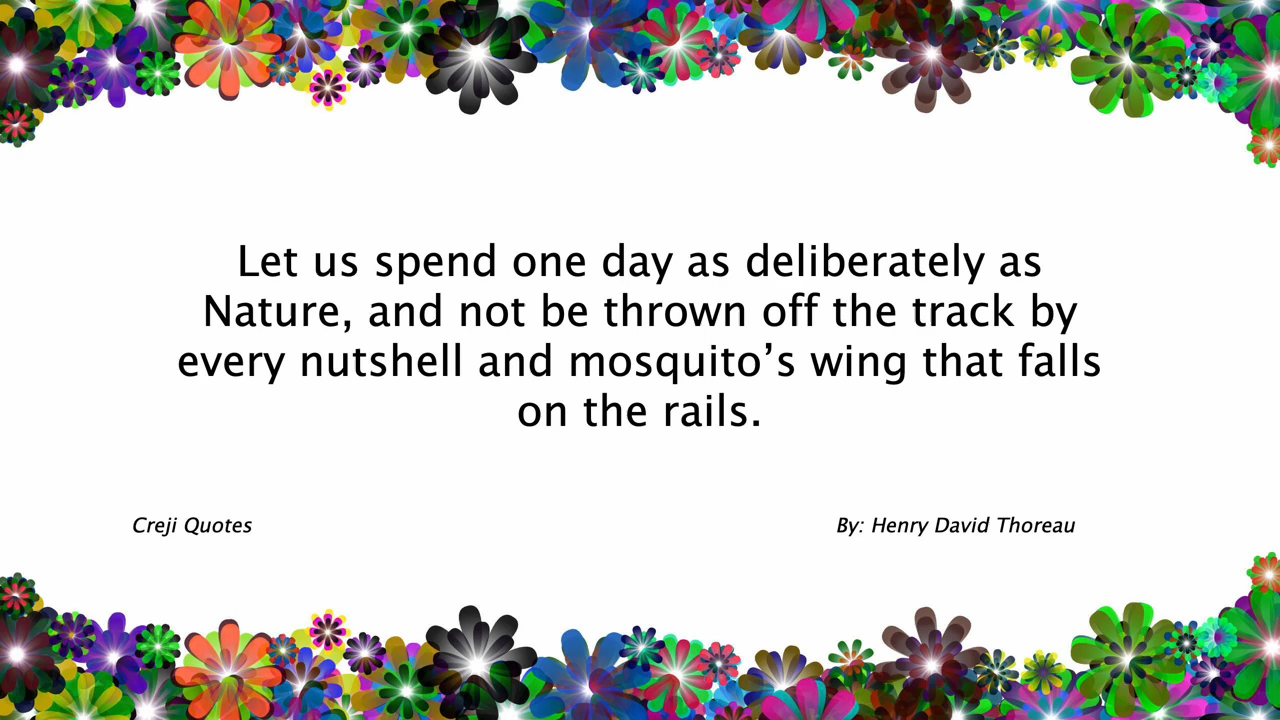 Let us spend one day as deliberately as
Nature, and not be thrown off the track by
every nutshell and mosquito’s wing that falls
on the rails.
Creji Quotes
By: Henry David Thoreau